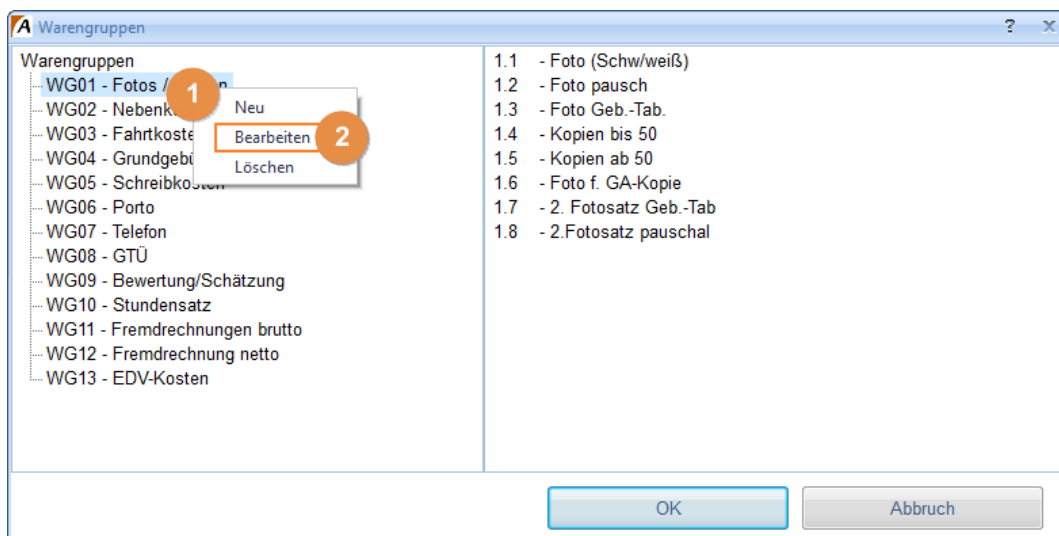 A Warengruppen ? X
Warengruppen
WG01 - Fotos /
WG02 - Nebenk
WG03 - Fahrtkoste
WG04 - Grundgebü
WG05 - Schreibkosten
WG06 - Porto
WG07 - Telefon
WG08 - GTÜ
WG09 - Bewertung/Schätzung
WG10 - Stundensatz
WG11 - Fremdrechnungen brutto
WG12 - Fremdrechnung netto
WG13 - EDV-Kosten
1
Neu
Bearbeiten 2
Löschen
1.1 - Foto (Schw/weiß)
1.2 - Foto pausch
1.3 - Foto Geb.-Tab.
1.4 - Kopien bis 50
1.5 - Kopien ab 50
1.6 - Foto f. GA-Kopie
1.7 - 2. Fotosatz Geb.-Tab
1.8 - 2.Fotosatz pauschal
OK Abbruch